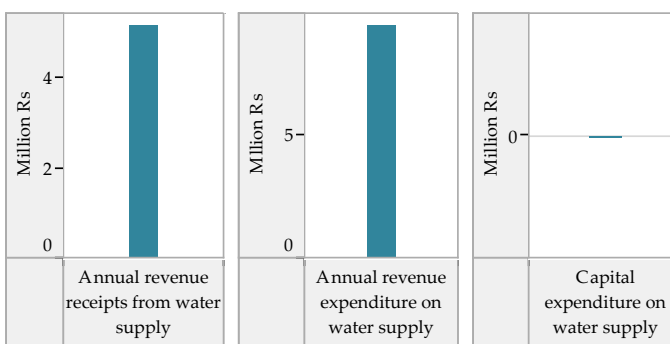 Million Rs
4
2
0
Annual revenue
receipts from water
supply
Million Rs
5
0
Annual revenue
expenditure on
water supply
Million Rs
0
Capital
expenditure on
water supply